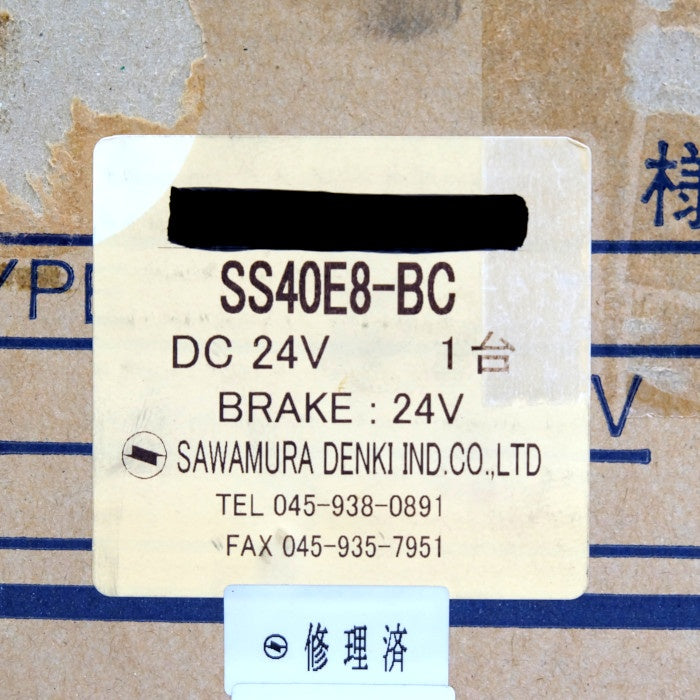 様
SS40E8-BC
DC 24V 1台
V
BRAKE : 24V
SAWAMURA DENKI IND.CO.,LTD
TEL 045-938-0891
FAX 045-935-7951
修理済